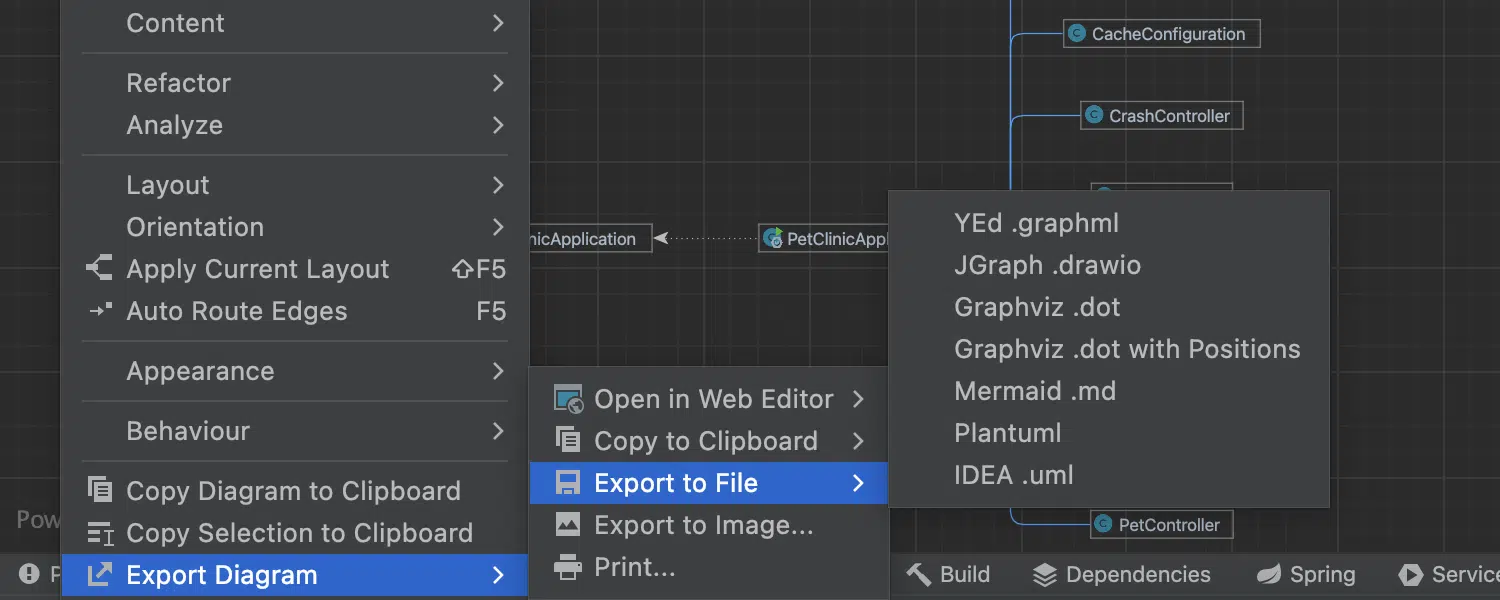 Content
Refactor
Analyze
Layout
Orientation
Apply Current Layout ⇧F5
Auto Route Edges F5
Appearance
Behaviour
Copy Diagram to Clipboard
Copy Selection to Clipboard
Export Diagram
Open in Web Editor
Copy to Clipboard
Export to File
Export to Image...
Print...
YEd .graphml
JGraph .drawio
Graphviz .dot
Graphviz .dot with Positions
Mermaid .md
Plantuml
IDEA .uml
C CacheConfiguration
C CrashController
nicApplication
PetClinicAppl
C PetController
Pow
P
Build
Dependencies
Spring
Service